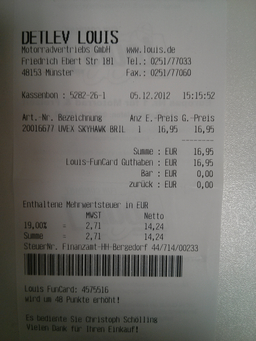 DETLEV LOUIS
Motorradvertriebs GmbH www.louis.de
Friedrich Ebert Str 181 Tel.: 0251/77033
48153 Münster Fax.: 0251/77060
Kassenbon : 5282-26-1 05.12.2012 15:15:52
Art.-Nr. Bezeichnung Anz E.-Preis G.-Preis
20016677 UVEX SKYHAWK BRIL 1 16,95 16,95
Summe : EUR 16,95
Louis-FunCard Guthaben : EUR 16,95
Bar : EUR 0,00
zurück : EUR 0,00
Enthaltene Mehrwertsteuer in EUR
MWST Netto
19,00% = 2,71 14,24
Summe = 2,71 14,24
SteuerNr. Finanzamt-HH-Bergedorf 44/714/00233
Louis FunCard: 4575516
wird um 48 Punkte erhöht!
Es bediente Sie Christoph Schölling
Vielen Dank für Ihren Einkauf!